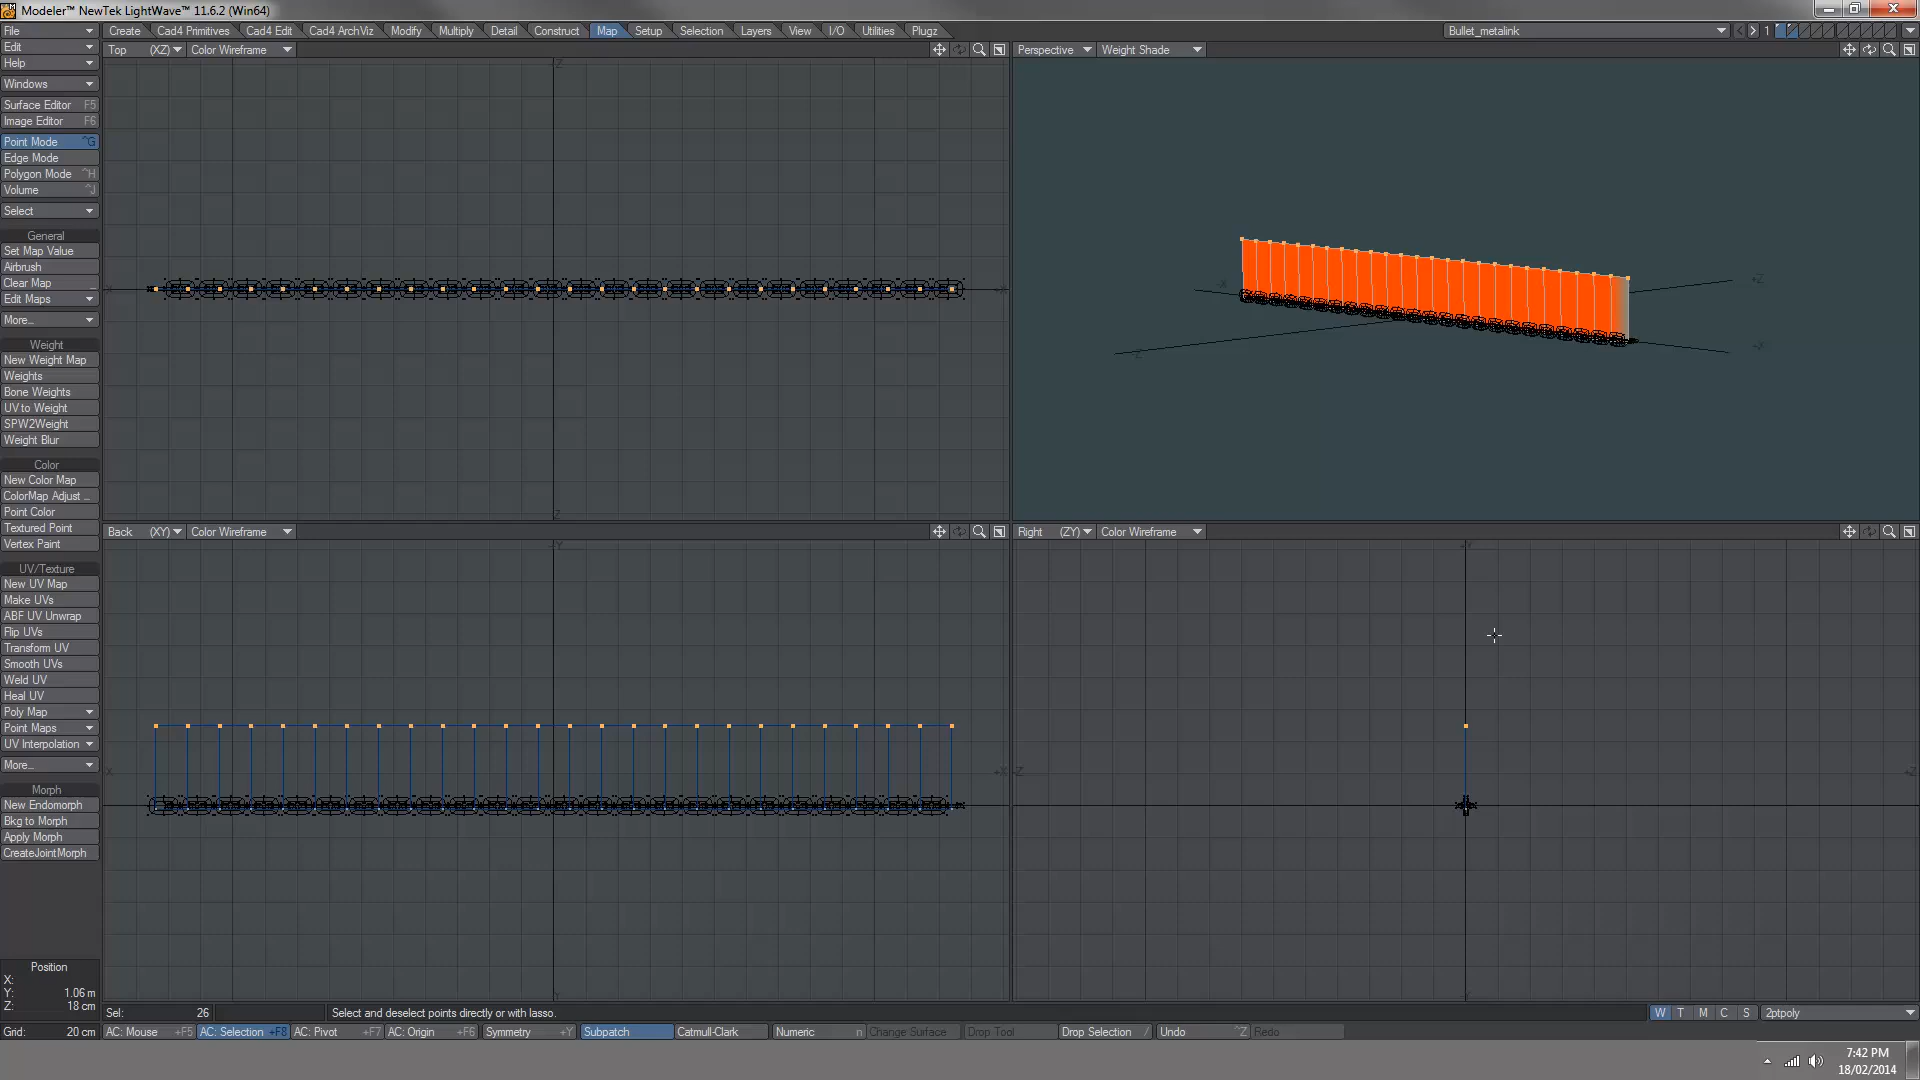 Modeler™ NewTek LightWave™ 11.6.2 (Win64)
File Create Cad4 Primitives Cad4 Edit Cad4 ArchViz Modify Multiply Detail Construct Map Setup Selection Layers View I/O Utilities Plugz Bullet_metalink < > 1
Edit
Help
Windows
Surface Editor F5
Image Editor F6
Point Mode ^G
Edge Mode
Polygon Mode ^H
Volume ^J
Select
General
Set Map Value
Airbrush
Clear Map _
Edit Maps
More...
Weight
New Weight Map
Weights
Bone Weights
UV to Weight
SPW2Weight
Weight Blur
Color
New Color Map
ColorMap Adjust ...
Point Color
Textured Point
Vertex Paint
UV/Texture
New UV Map
Make UVs
ABF UV Unwrap
Flip UVs
Transform UV
Smooth UVs
Weld UV
Heal UV
Poly Map
Point Maps
UV Interpolation
More...
Morph
New Endomorph
Bkg to Morph
Apply Morph
CreateJointMorph
Top (XZ) Color Wireframe
Perspective Weight Shade
Back (XY) Color Wireframe
Right (ZY) Color Wireframe
Position
X:
Y: 1.06 m
Z: 18 cm
Grid: 20 cm
Sel: 26 Select and deselect points directly or with lasso. W T M C S 2ptpoly
AC: Mouse +F5 AC: Selection +F8 AC: Pivot +F7 AC: Origin +F6 Symmetry +Y Subpatch Catmull-Clark Numeric n Change Surface Drop Tool Drop Selection / Undo ^Z Redo
7:42 PM
18/02/2014